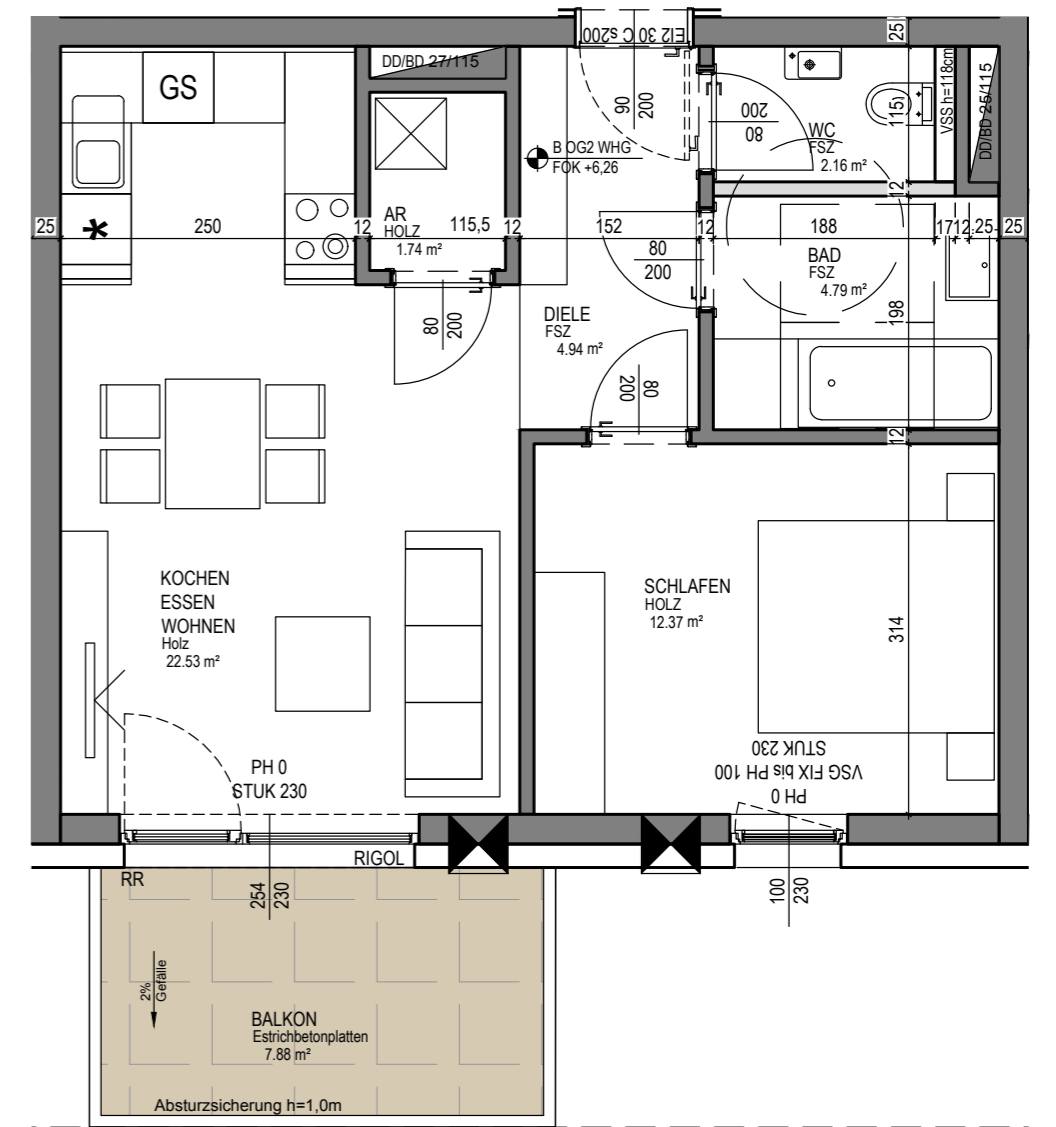 EI2 30 C s200
25
GS
DD/BD 27/115
90
200
200
80
WC
FSZ
2.16 m²
115
VSS h=118cm
DD/BD 25/115
B OG2 WHG
FOK +6,26
12
25
250
12
AR
HOLZ
1.74 m²
115,5
12
152
80
200
12
188
17
12
25
25
BAD
FSZ
4.79 m²
198
DIELE
FSZ
4.94 m²
80
200
80
200
12
KOCHEN
ESSEN
WOHNEN
Holz
22.53 m²
SCHLAFEN
HOLZ
12.37 m²
314
PH 0
STUK 230
PH 0
VSG FIX bis PH 100
STUK 230
RIGOL
RR
254
230
100
230
2%
Gefälle
BALKON
Estrichbetonplatten
7.88 m²
Absturzsicherung h=1,0m